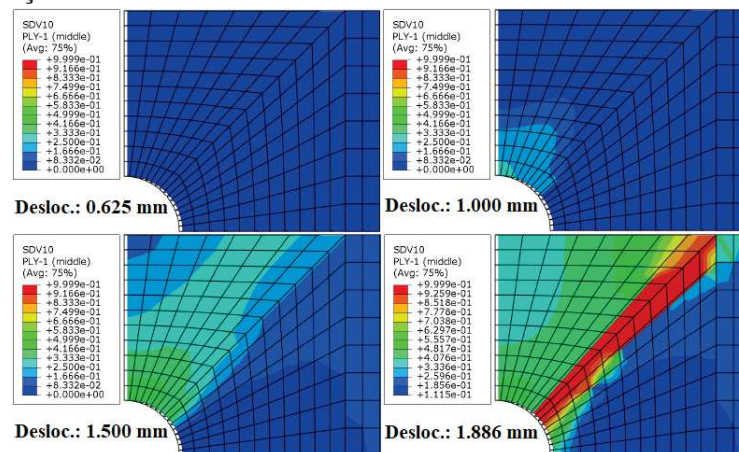 SDV10
PLY-1 (middle)
(Avg: 75%)
+9.999e-01
+9.166e-01
+8.333e-01
+7.499e-01
+6.666e-01
+5.833e-01
+4.999e-01
+4.166e-01
+3.333e-01
+2.500e-01
+1.666e-01
+8.332e-02
+0.000e+00
Desloc.: 0.625 mm
SDV10
PLY-1 (middle)
(Avg: 75%)
+9.999e-01
+9.166e-01
+8.333e-01
+7.499e-01
+6.666e-01
+5.833e-01
+4.999e-01
+4.166e-01
+3.333e-01
+2.500e-01
+1.666e-01
+8.332e-02
+0.000e+00
Desloc.: 1.000 mm
SDV10
PLY-1 (middle)
(Avg: 75%)
+9.999e-01
+9.166e-01
+8.333e-01
+7.499e-01
+6.666e-01
+5.833e-01
+4.999e-01
+4.166e-01
+3.333e-01
+2.500e-01
+1.666e-01
+8.332e-02
+0.000e+00
Desloc.: 1.500 mm
SDV10
PLY-1 (middle)
(Avg: 75%)
+9.999e-01
+9.259e-01
+8.518e-01
+7.778e-01
+7.038e-01
+6.297e-01
+5.557e-01
+4.817e-01
+4.076e-01
+3.336e-01
+2.596e-01
+1.856e-01
+1.115e-01
Desloc.: 1.886 mm